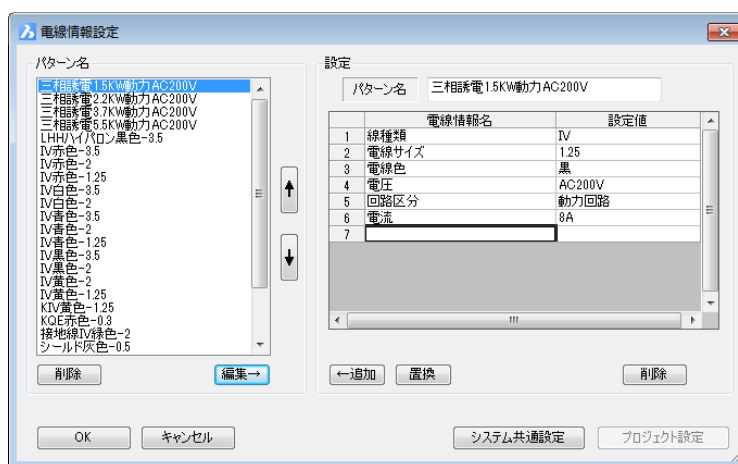 電線情報設定
パターン名
三相誘電1.5KW動力AC200V
三相誘電2.2KW動力AC200V
三相誘電3.7KW動力AC200V
三相誘電5.5KW動力AC200V
LHHハイパロン黒色-3.5
IV赤色-3.5
IV赤色-2
IV赤色-1.25
IV白色-3.5
IV白色-2
IV青色-3.5
IV青色-2
IV青色-1.25
IV黒色-3.5
IV黒色-2
IV黄色-2
IV黄色-1.25
KIV黄色-1.25
KQE赤色-0.3
接地線IV緑色-2
シールド灰色-0.5
削除
編集→
設定
パターン名 三相誘電1.5KW動力AC200V
電線情報名 設定値
1 線種類 IV
2 電線サイズ 1.25
3 電線色 黒
4 電圧 AC200V
5 回路区分 動力回路
6 電流 8A
7
←追加 置換 削除
OK キャンセル システム共通設定 プロジェクト設定